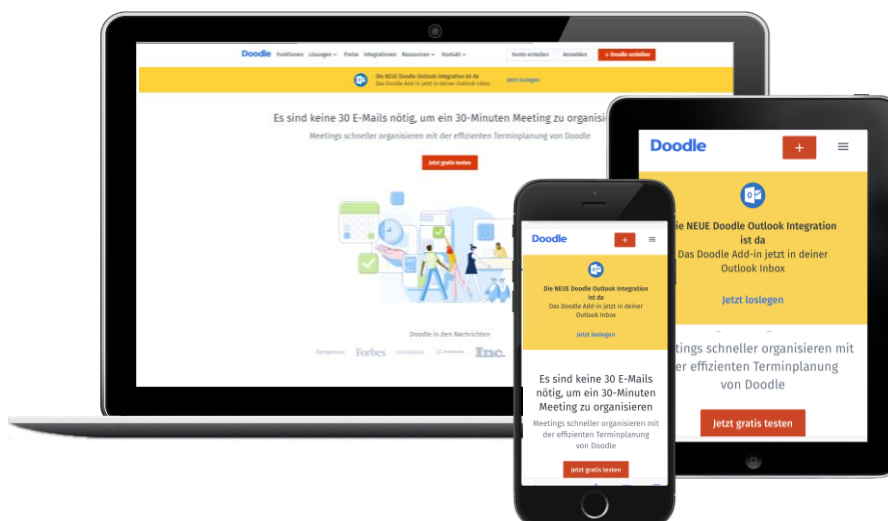 Doodle Funktionen Lösungen Preise Integrationen Ressourcen Kontakt Konto erstellen Anmelden + Doodle erstellen
Die NEUE Doodle Outlook Integration ist da
Das Doodle Add-in jetzt in deiner Outlook Inbox
Jetzt loslegen
Es sind keine 30 E-Mails nötig, um ein 30-Minuten Meeting zu organisi
Meetings schneller organisieren mit der effizienten Terminplanung von Doodle
Jetzt gratis testen
Doodle in den Nachrichten
Forbes
Inc.
Doodle +
Die NEUE Doodle Outlook Integration
ist da
Das Doodle Add-in jetzt in deiner
Outlook Inbox
Jetzt loslegen
Es sind keine 30 E-Mails
nötig, um ein 30-Minuten
Meeting zu organisieren
Meetings schneller organisieren mit
der effizienten Terminplanung
von Doodle
Jetzt gratis testen
Doodle +
ie NEUE Doodle Outlook Integration
ist da
Das Doodle Add-in jetzt in deiner
Outlook Inbox
Jetzt loslegen
tings schneller organisieren mit
er effizienten Terminplanung
von Doodle
Jetzt gratis testen